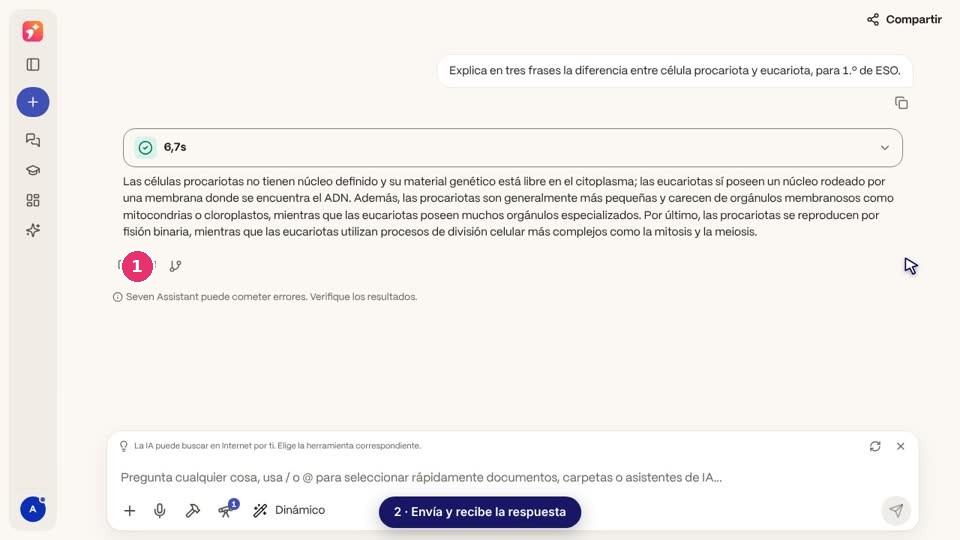 Compartir
Explica en tres frases la diferencia entre célula procariota y eucariota, para 1.º de ESO.
6,7s
Las células procariotas no tienen núcleo definido y su material genético está libre en el citoplasma; las eucariotas sí poseen un núcleo rodeado por
una membrana donde se encuentra el ADN. Además, las procariotas son generalmente más pequeñas y carecen de orgánulos membranosos como
mitocondrias o cloroplastos, mientras que las eucariotas poseen muchos orgánulos especializados. Por último, las procariotas se reproducen por
fisión binaria, mientras que las eucariotas utilizan procesos de división celular más complejos como la mitosis y la meiosis.
1
Seven Assistant puede cometer errores. Verifique los resultados.
La IA puede buscar en Internet por ti. Elige la herramienta correspondiente.
Pregunta cualquier cosa, usa / o @ para seleccionar rápidamente documentos, carpetas o asistentes de IA...
1
Dinámico
2 · Envía y recibe la respuesta
A